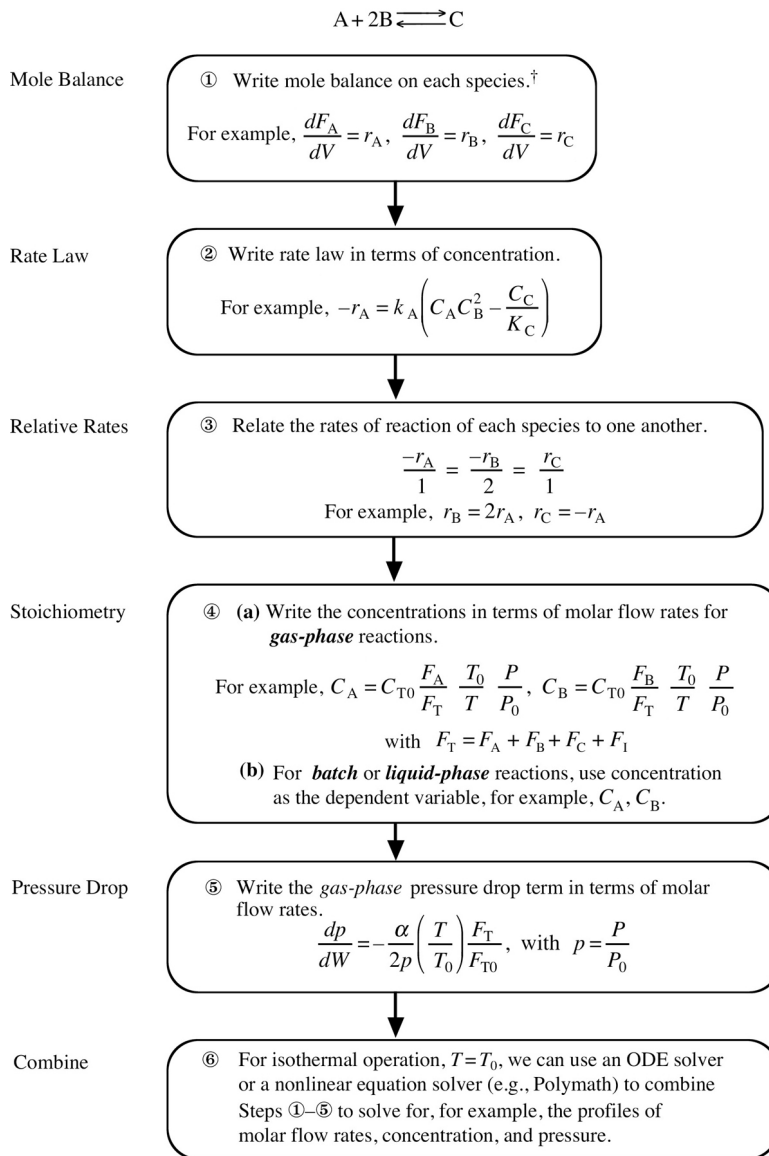 A + 2B ⇌ C
Mole Balance
① Write mole balance on each species.†
For example, dF_A/dV = r_A, dF_B/dV = r_B, dF_C/dV = r_C
Rate Law
② Write rate law in terms of concentration.
For example, −r_A = k_A(C_A C_B^2 − C_C/K_C)
Relative Rates
③ Relate the rates of reaction of each species to one another.
−r_A/1 = −r_B/2 = r_C/1
For example, r_B = 2r_A, r_C = −r_A
Stoichiometry
④ (a) Write the concentrations in terms of molar flow rates for
gas-phase reactions.
For example, C_A = C_T0 F_A/F_T T_0/T P/P_0, C_B = C_T0 F_B/F_T T_0/T P/P_0
with F_T = F_A + F_B + F_C + F_I
(b) For batch or liquid-phase reactions, use concentration
as the dependent variable, for example, C_A, C_B.
Pressure Drop
⑤ Write the gas-phase pressure drop term in terms of molar
flow rates.
dp/dW = −α/2p (T/T_0) F_T/F_T0, with p = P/P_0
Combine
⑥ For isothermal operation, T = T_0, we can use an ODE solver
or a nonlinear equation solver (e.g., Polymath) to combine
Steps ①–⑤ to solve for, for example, the profiles of
molar flow rates, concentration, and pressure.